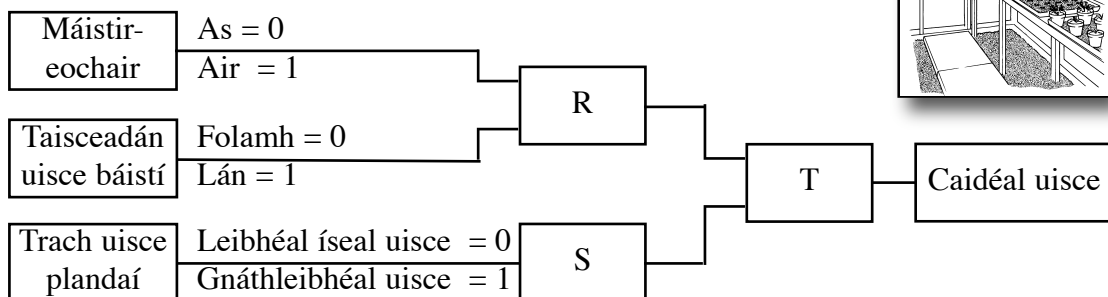 Máistir-
eochair
As = 0
Air = 1
R
Taisceadán
uisce báistí
Folamh = 0
Lán = 1
T
Caidéal uisce
Trach uisce
plandaí
Leibhéal íseal uisce = 0
Gnáthleibhéal uisce = 1
S